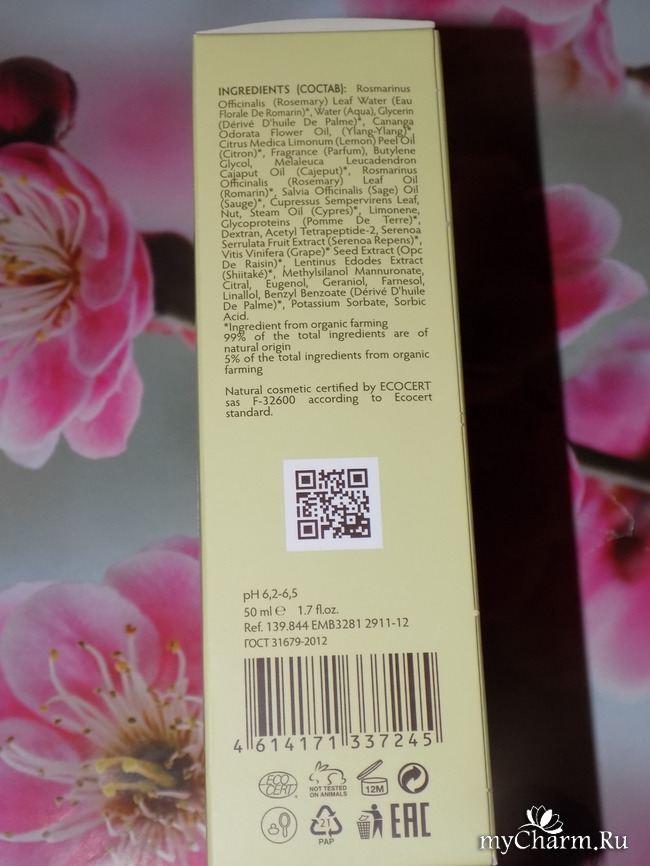 INGREDIENTS (СОСТАВ): Rosmarinus
Officinalis (Rosemary) Leaf Water (Eau
Florale De Romarin)*, Water (Aqua), Glycerin
(Dérivé D'huile De Palme)*, Cananga
Odorata Flower Oil, (Ylang-Ylang)*,
Citrus Medica Limonum (Lemon) Peel Oil
(Citron)*, Fragrance (Parfum), Butylene
Glycol, Melaleuca Leucadendron
Cajaput Oil (Cajeput)*, Rosmarinus
Officinalis (Rosemary) Leaf Oil
(Romarin)*, Salvia Officinalis (Sage) Oil
(Sauge)*, Cupressus Sempervirens Leaf,
Nut, Steam Oil (Cypres)*, Limonene,
Glycoproteins (Pomme De Terre)*,
Dextran, Acetyl Tetrapeptide-2, Serenoa
Serrulata Fruit Extract (Serenoa Repens)*,
Vitis Vinifera (Grape)* Seed Extract (Opc
De Raisin)*, Lentinus Edodes Extract
(Shiitaké)*, Methylsilanol Mannuronate,
Citral, Eugenol, Geraniol, Farnesol,
Linallol, Benzyl Benzoate (Dérivé D'huile
De Palme)*, Potassium Sorbate, Sorbic
Acid.
*Ingredient from organic farming
99% of the total ingredients are of
natural origin
5% of the total ingredients from organic
farming
Natural cosmetic certified by ECOCERT
sas F-32600 according to Ecocert
standard.
pH 6,2-6,5
50 ml e 1.7 fl.oz.
Ref. 139.844 EMB3281 2911-12
ГОСТ 31679-2012
4 614171 337245
ECO CERT
NOT TESTED ON ANIMALS
12M
21
PAP
EAC
myCharm.Ru